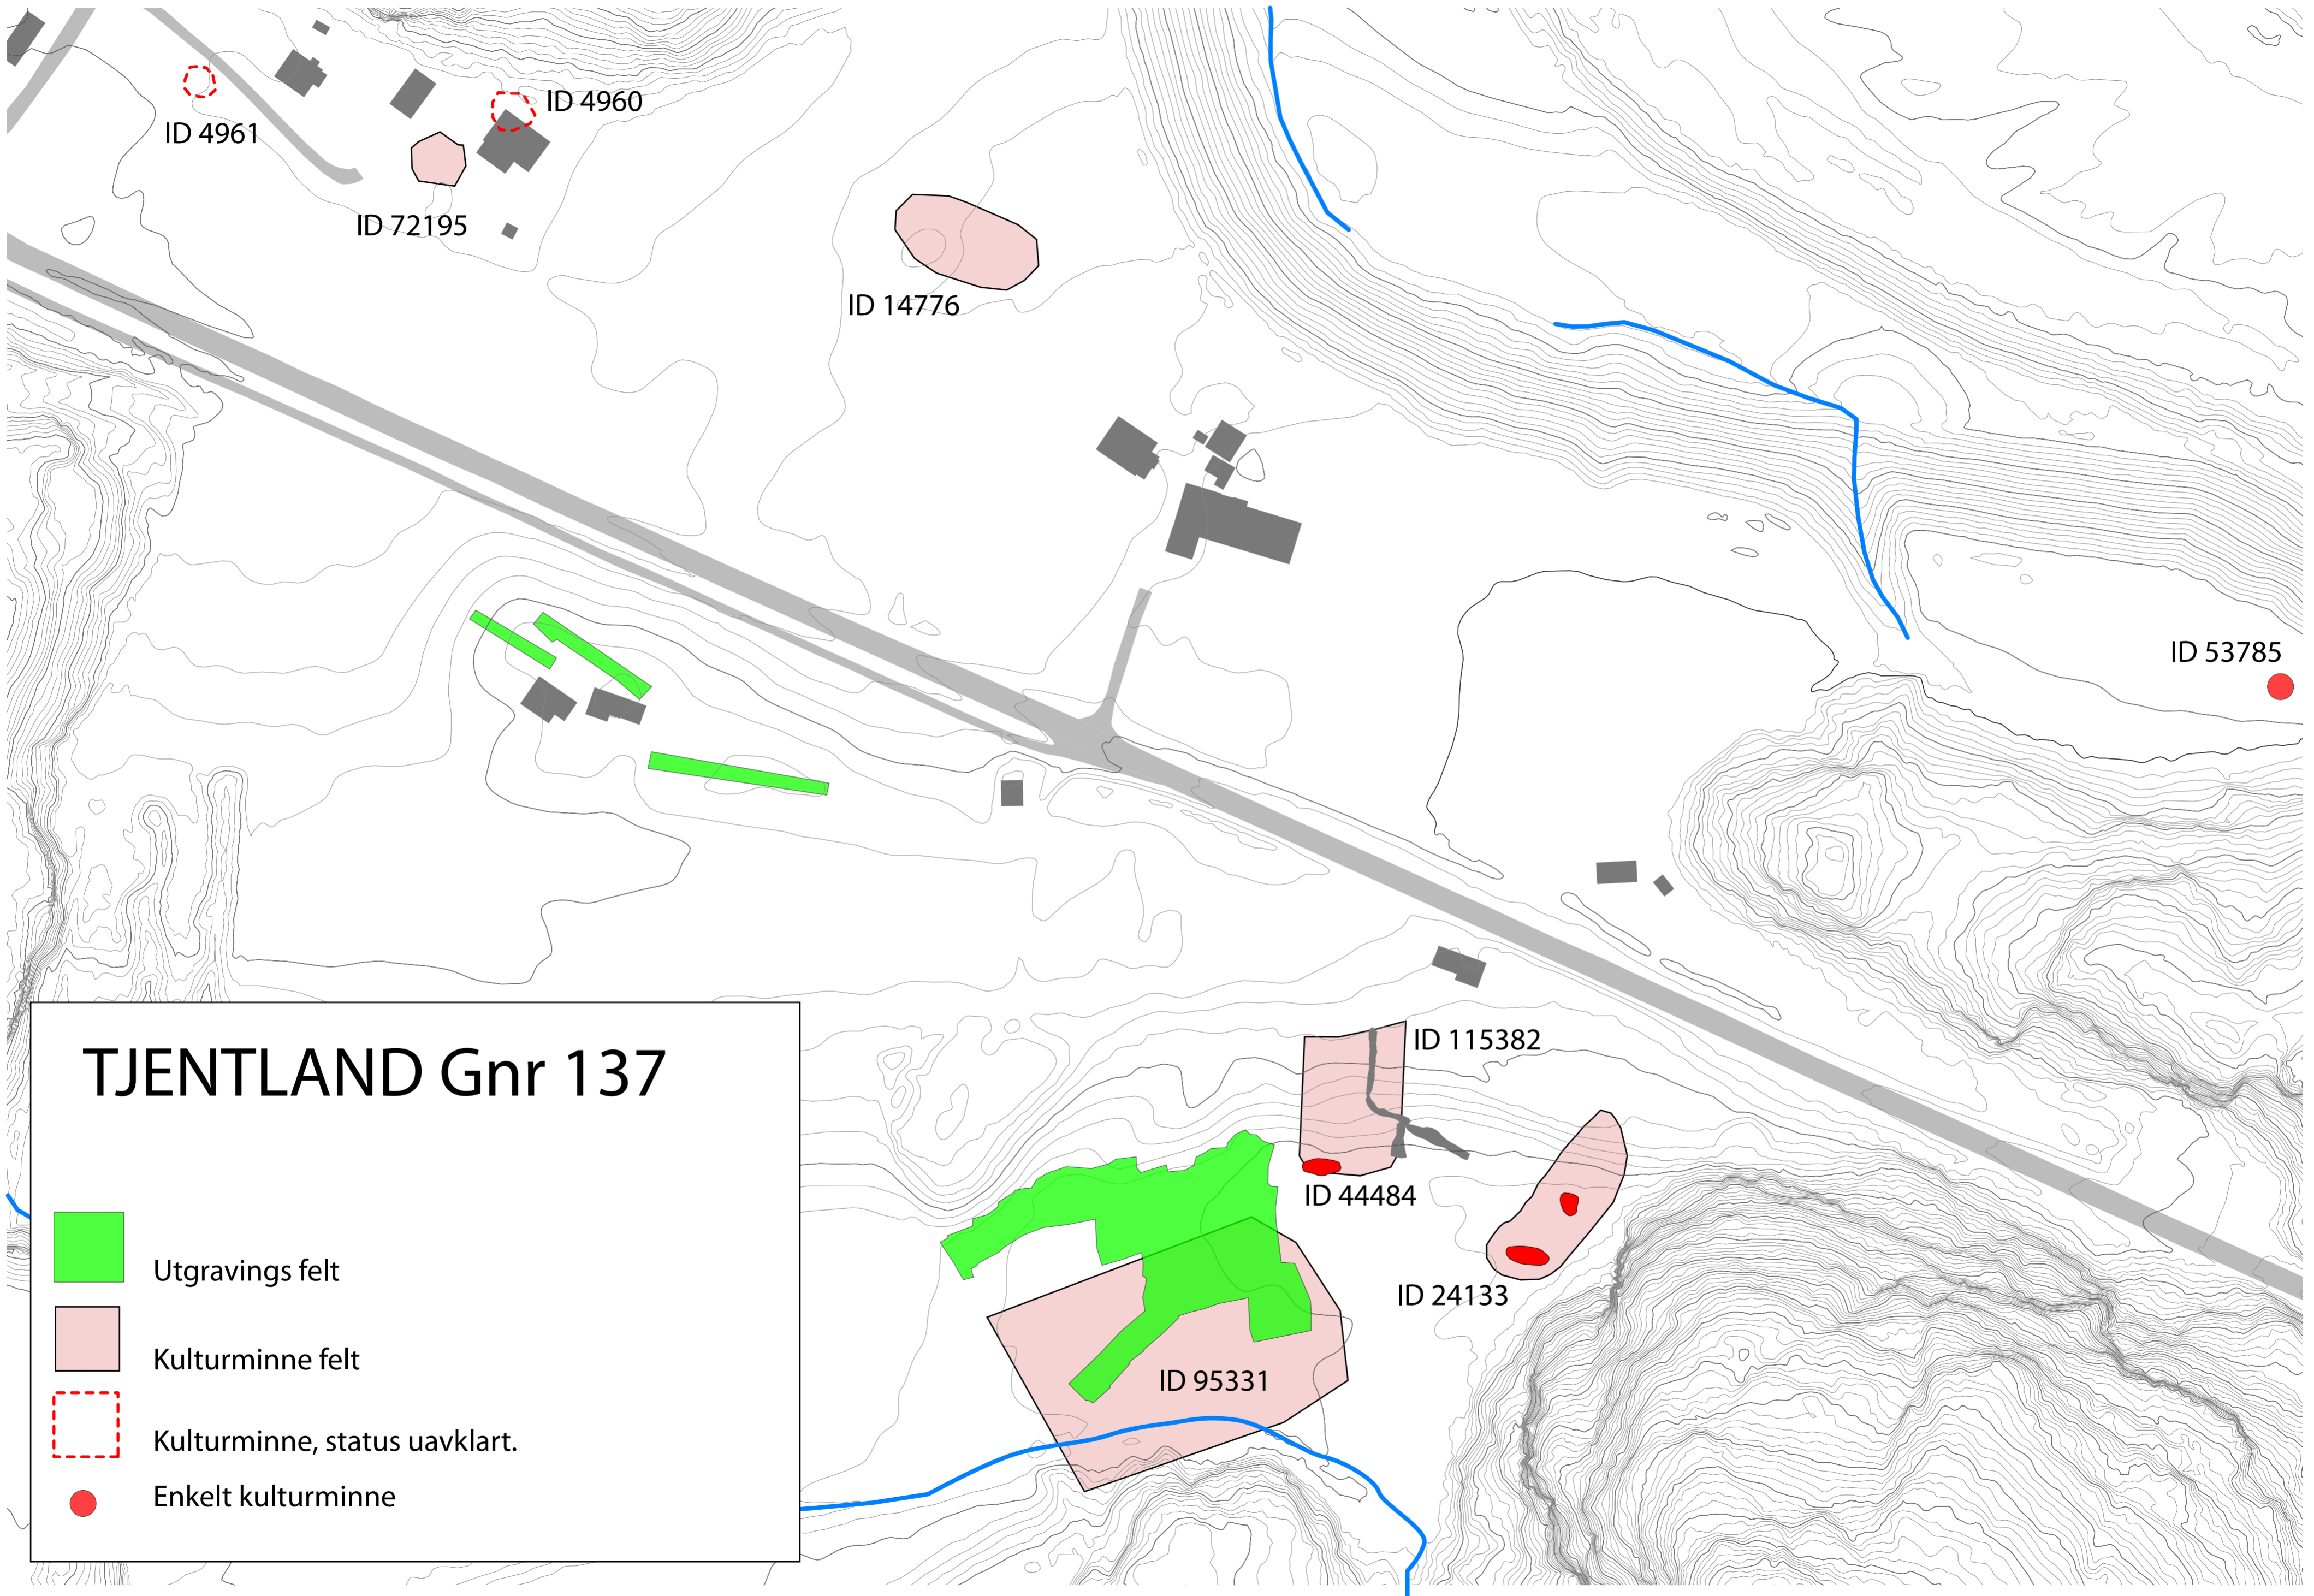 ID 4960
ID 4961
ID 72195
ID 14776
ID 53785
ID 115382
ID 44484
ID 24133
ID 95331
TJENTLAND Gnr 137
Utgravings felt
Kulturminne felt
Kulturminne, status uavklart.
Enkelt kulturminne